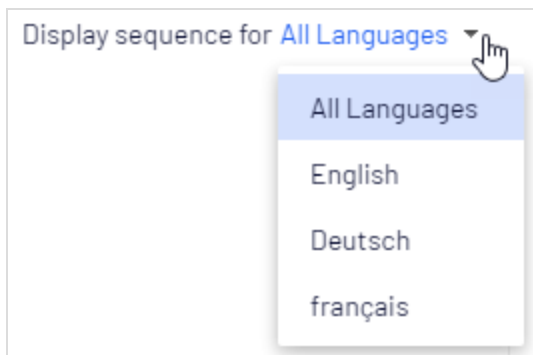 Display sequence for All Languages
All Languages
English
Deutsch
français